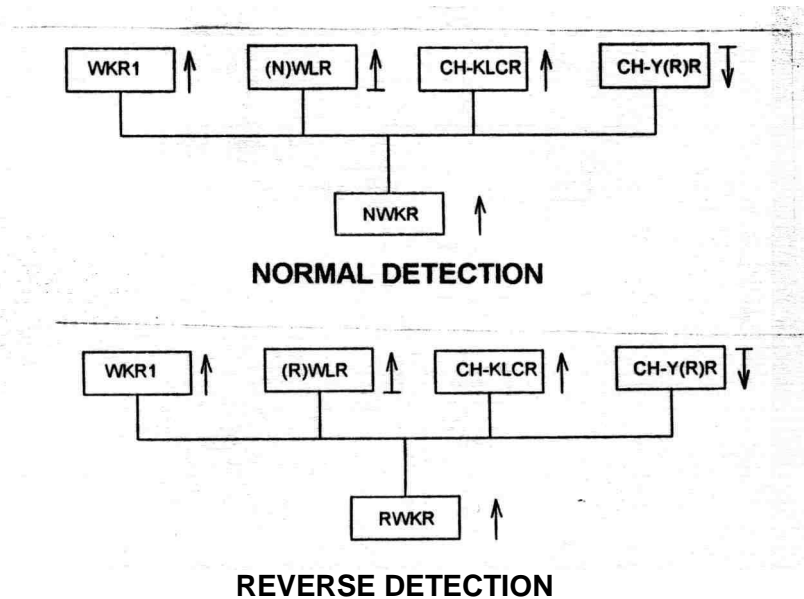 WKR1 (N)WLR CH-KLCR CH-Y(R)R
NWKR
NORMAL DETECTION
WKR1 (R)WLR CH-KLCR CH-Y(R)R
RWKR
REVERSE DETECTION